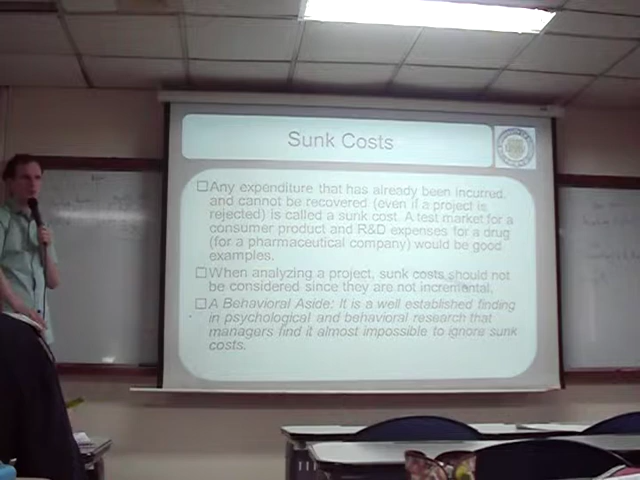 Sunk Costs
Any expenditure that has already been incurred,
and cannot be recovered (even if a project is
rejected) is called a sunk cost. A test market for a
consumer product and R&D expenses for a drug
(for a pharmaceutical company) would be good
examples.
When analyzing a project, sunk costs should not
be considered since they are not incremental.
A Behavioral Aside: It is a well established finding
in psychological and behavioral research that
managers find it almost impossible to ignore sunk
costs.